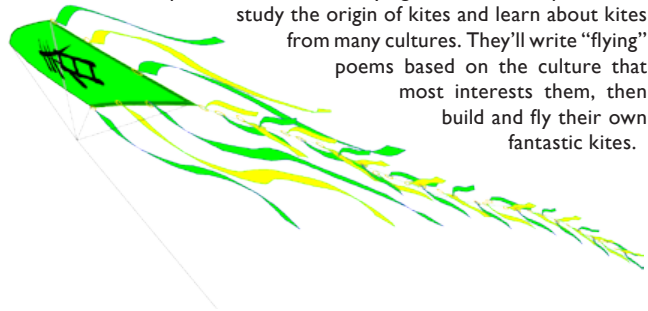 study the origin of kites and learn about kites
from many cultures. They’ll write “flying”
poems based on the culture that
most interests them, then
build and fly their own
fantastic kites.